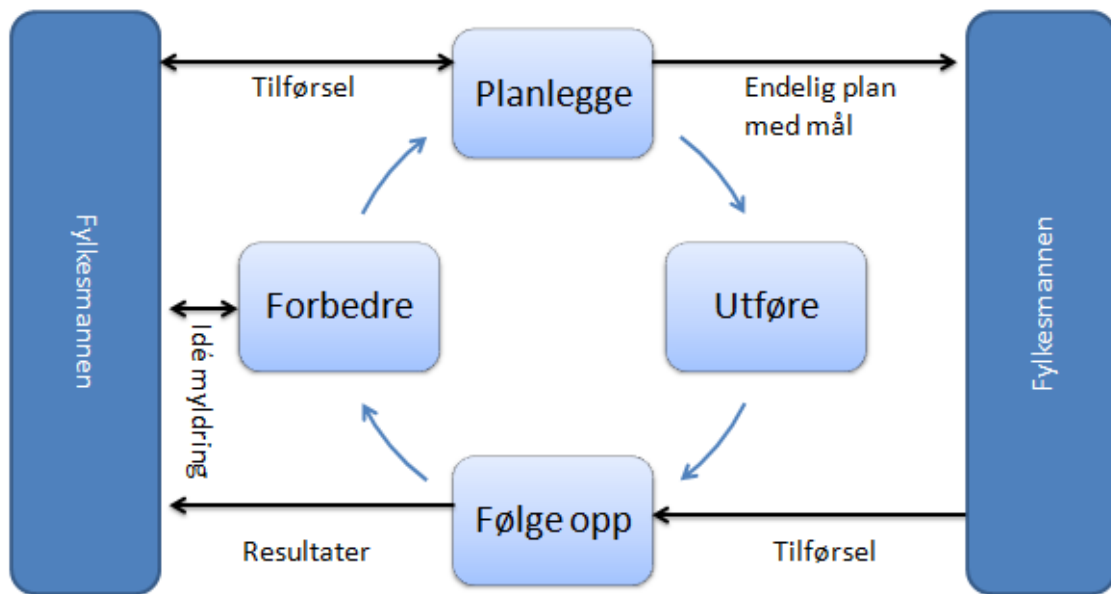 Planlegge
Tilførsel
Endelig plan
med mål
Fylkesmannen
Fylkesmannen
Forbedre
Utføre
Idé myldring
Følge opp
Resultater
Tilførsel